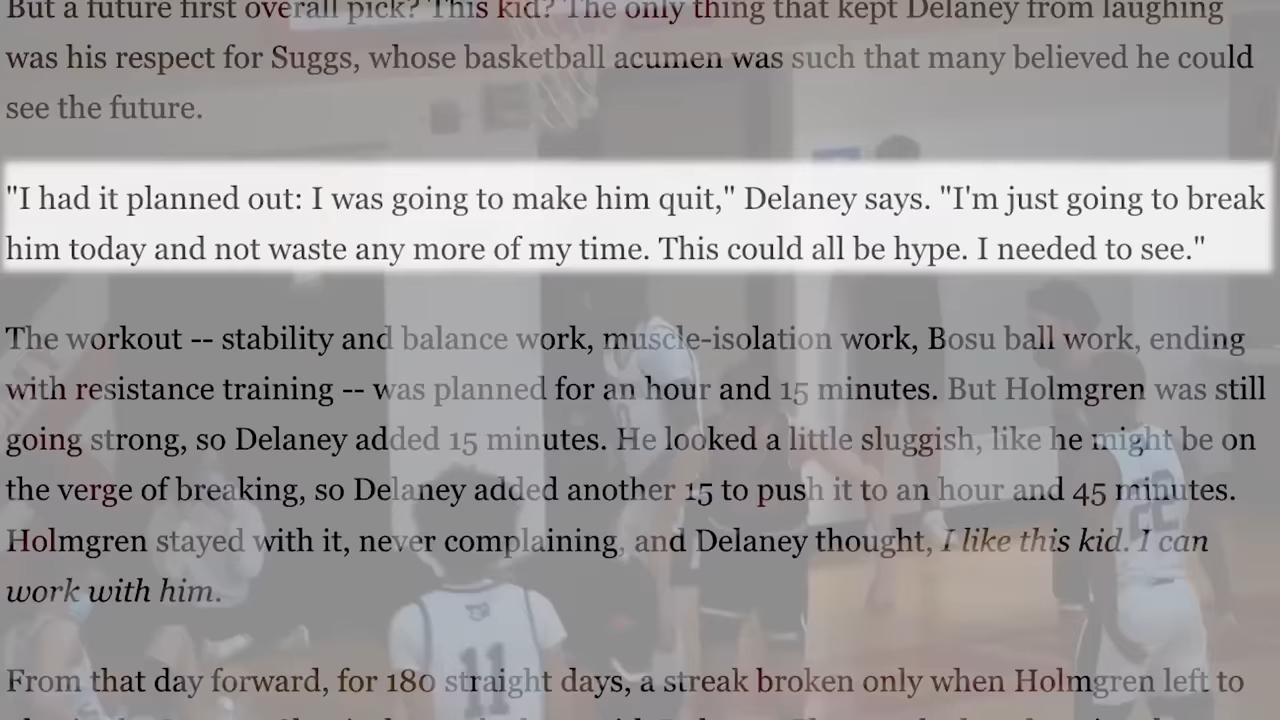 But a future first overall pick? This kid? The only thing that kept Delaney from laughing
was his respect for Suggs, whose basketball acumen was such that many believed he could
see the future.
"I had it planned out: I was going to make him quit," Delaney says. "I'm just going to break
him today and not waste any more of my time. This could all be hype. I needed to see."
The workout -- stability and balance work, muscle-isolation work, Bosu ball work, ending
with resistance training -- was planned for an hour and 15 minutes. But Holmgren was still
going strong, so Delaney added 15 minutes. He looked a little sluggish, like he might be on
the verge of breaking, so Delaney added another 15 to push it to an hour and 45 minutes.
Holmgren stayed with it, never complaining, and Delaney thought, I like this kid. I can
work with him.
22
11
From that day forward, for 180 straight days, a streak broken only when Holmgren left to